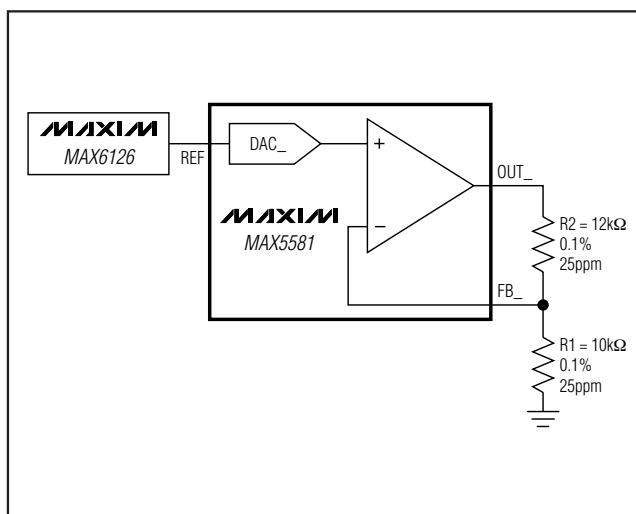 MAXIM
MAX6126
REF
DAC_
+
−
MAXIM
MAX5581
OUT_
FB_
R2 = 12kΩ
0.1%
25ppm
R1 = 10kΩ
0.1%
25ppm